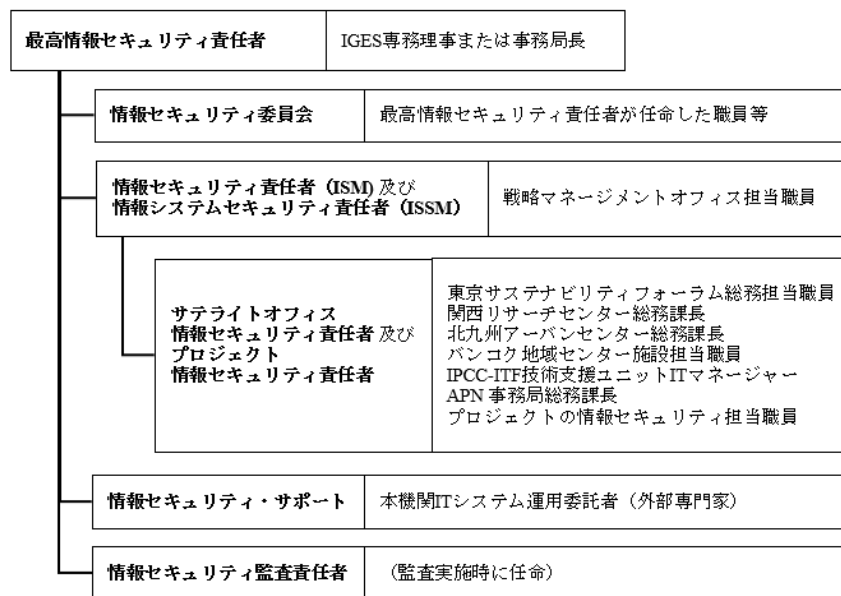 最高情報セキュリティ責任者
IGES専務理事または事務局長
情報セキュリティ委員会
最高情報セキュリティ責任者が任命した職員等
情報セキュリティ責任者（ISM) 及び
情報システムセキュリティ責任者（ISSM）
戦略マネージメントオフィス担当職員
サテライトオフィス
情報セキュリティ責任者 及び
プロジェクト
情報セキュリティ責任者
東京サステナビリティフォーラム総務担当職員
関西リサーチセンター総務課長
北九州アーバンセンター総務課長
バンコク地域センター施設担当職員
IPCC-ITF技術支援ユニットITマネージャー
APN 事務局総務課長
プロジェクトの情報セキュリティ担当職員
情報セキュリティ・サポート
本機関ITシステム運用委託者（外部専門家）
情報セキュリティ監査責任者
（監査実施時に任命）